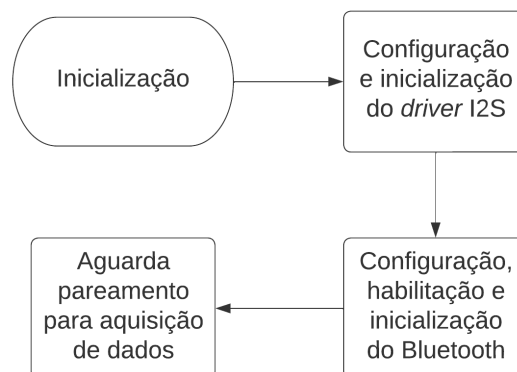 Inicialização
Configuração
e inicialização
do driver I2S
Configuração,
habilitação e
inicialização
do Bluetooth
Aguarda
pareamento
para aquisição
de dados